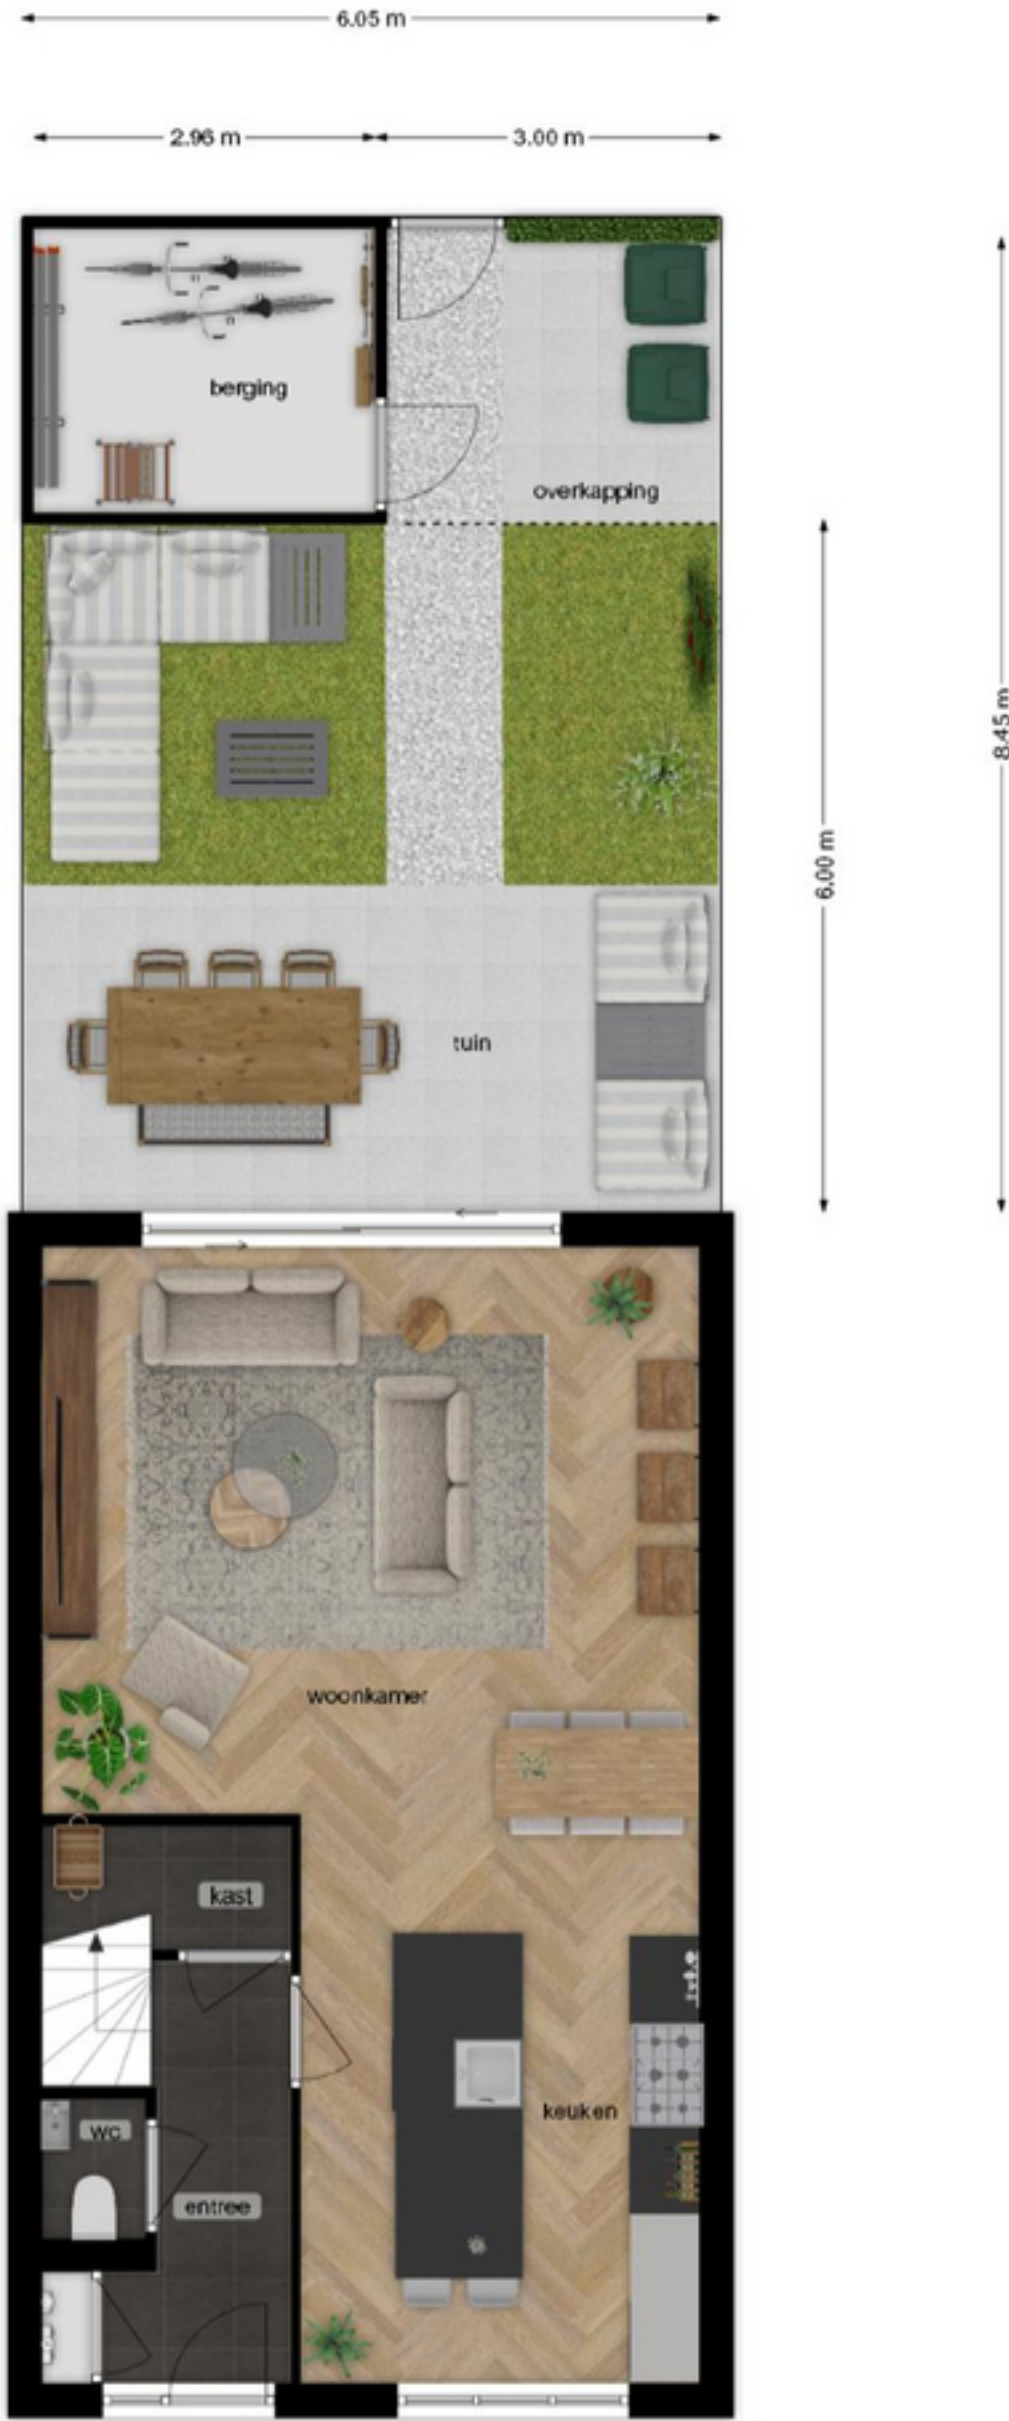 6.05 m
2.96 m
3.00 m
berging
overkapping
8.45 m
6.00 m
tuin
woonkamer
kast
keuken
wc
entree